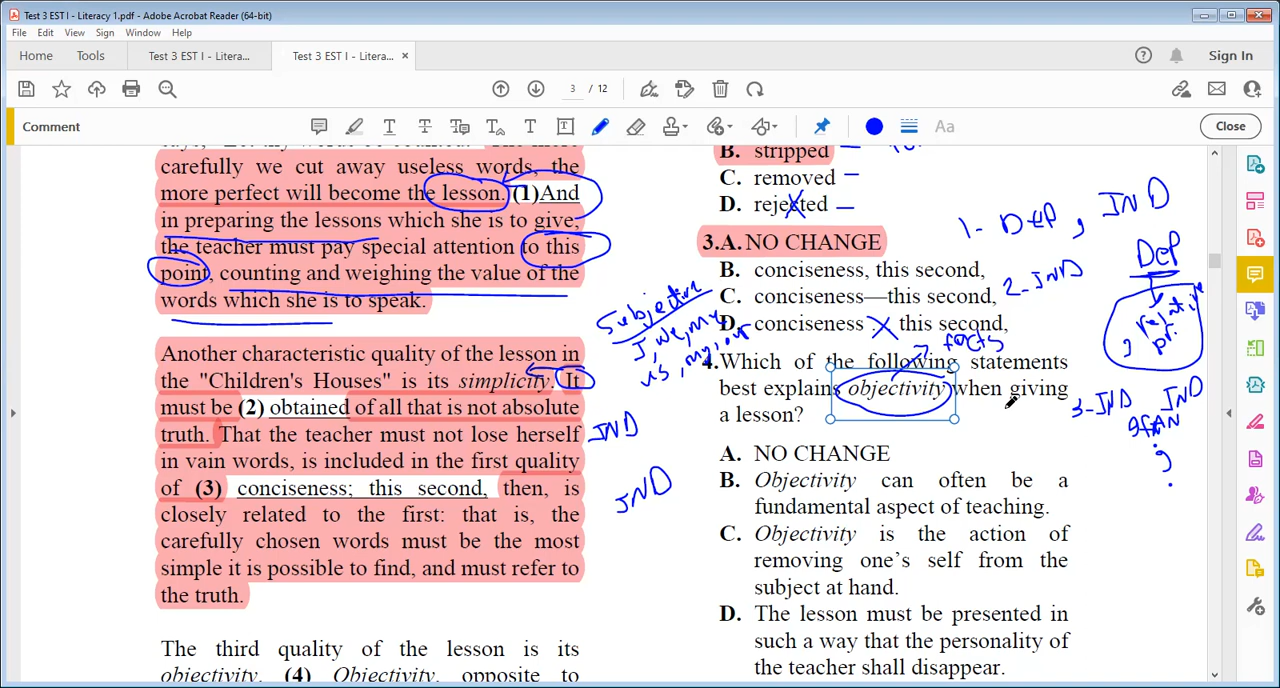 Test 3 EST I - Literacy 1.pdf - Adobe Acrobat Reader (64-bit)
File Edit View Sign Window Help
Home Tools Test 3 EST I - Litera... Test 3 EST I - Litera... × Sign In
3 / 12
Comment Aa Close
carefully we cut away useless words, the
more perfect will become the lesson. (1)And
in preparing the lessons which she is to give,
the teacher must pay special attention to this
point, counting and weighing the value of the
words which she is to speak.
Another characteristic quality of the lesson in
the "Children's Houses" is its simplicity. It
must be (2) obtained of all that is not absolute
truth. That the teacher must not lose herself
in vain words, is included in the first quality
of (3) conciseness; this second, then, is
closely related to the first: that is, the
carefully chosen words must be the most
simple it is possible to find, and must refer to
the truth.
The third quality of the lesson is its
objectivity. (4) Objectivity, opposite to
IND
IND
Subjective
I, we, my
us, my, our
B. stripped
C. removed
D. rejected
3.A. NO CHANGE
B. conciseness, this second,
C. conciseness—this second,
D. conciseness : this second,
facts
4.Which of the following statements
best explains objectivity when giving
a lesson?
A. NO CHANGE
B. Objectivity can often be a
fundamental aspect of teaching.
C. Objectivity is the action of
removing one's self from the
subject at hand.
D. The lesson must be presented in
such a way that the personality of
the teacher shall disappear.
1- DEP, IND
2-IND
DEP
, relative
pr.
3-IND IND
;
.